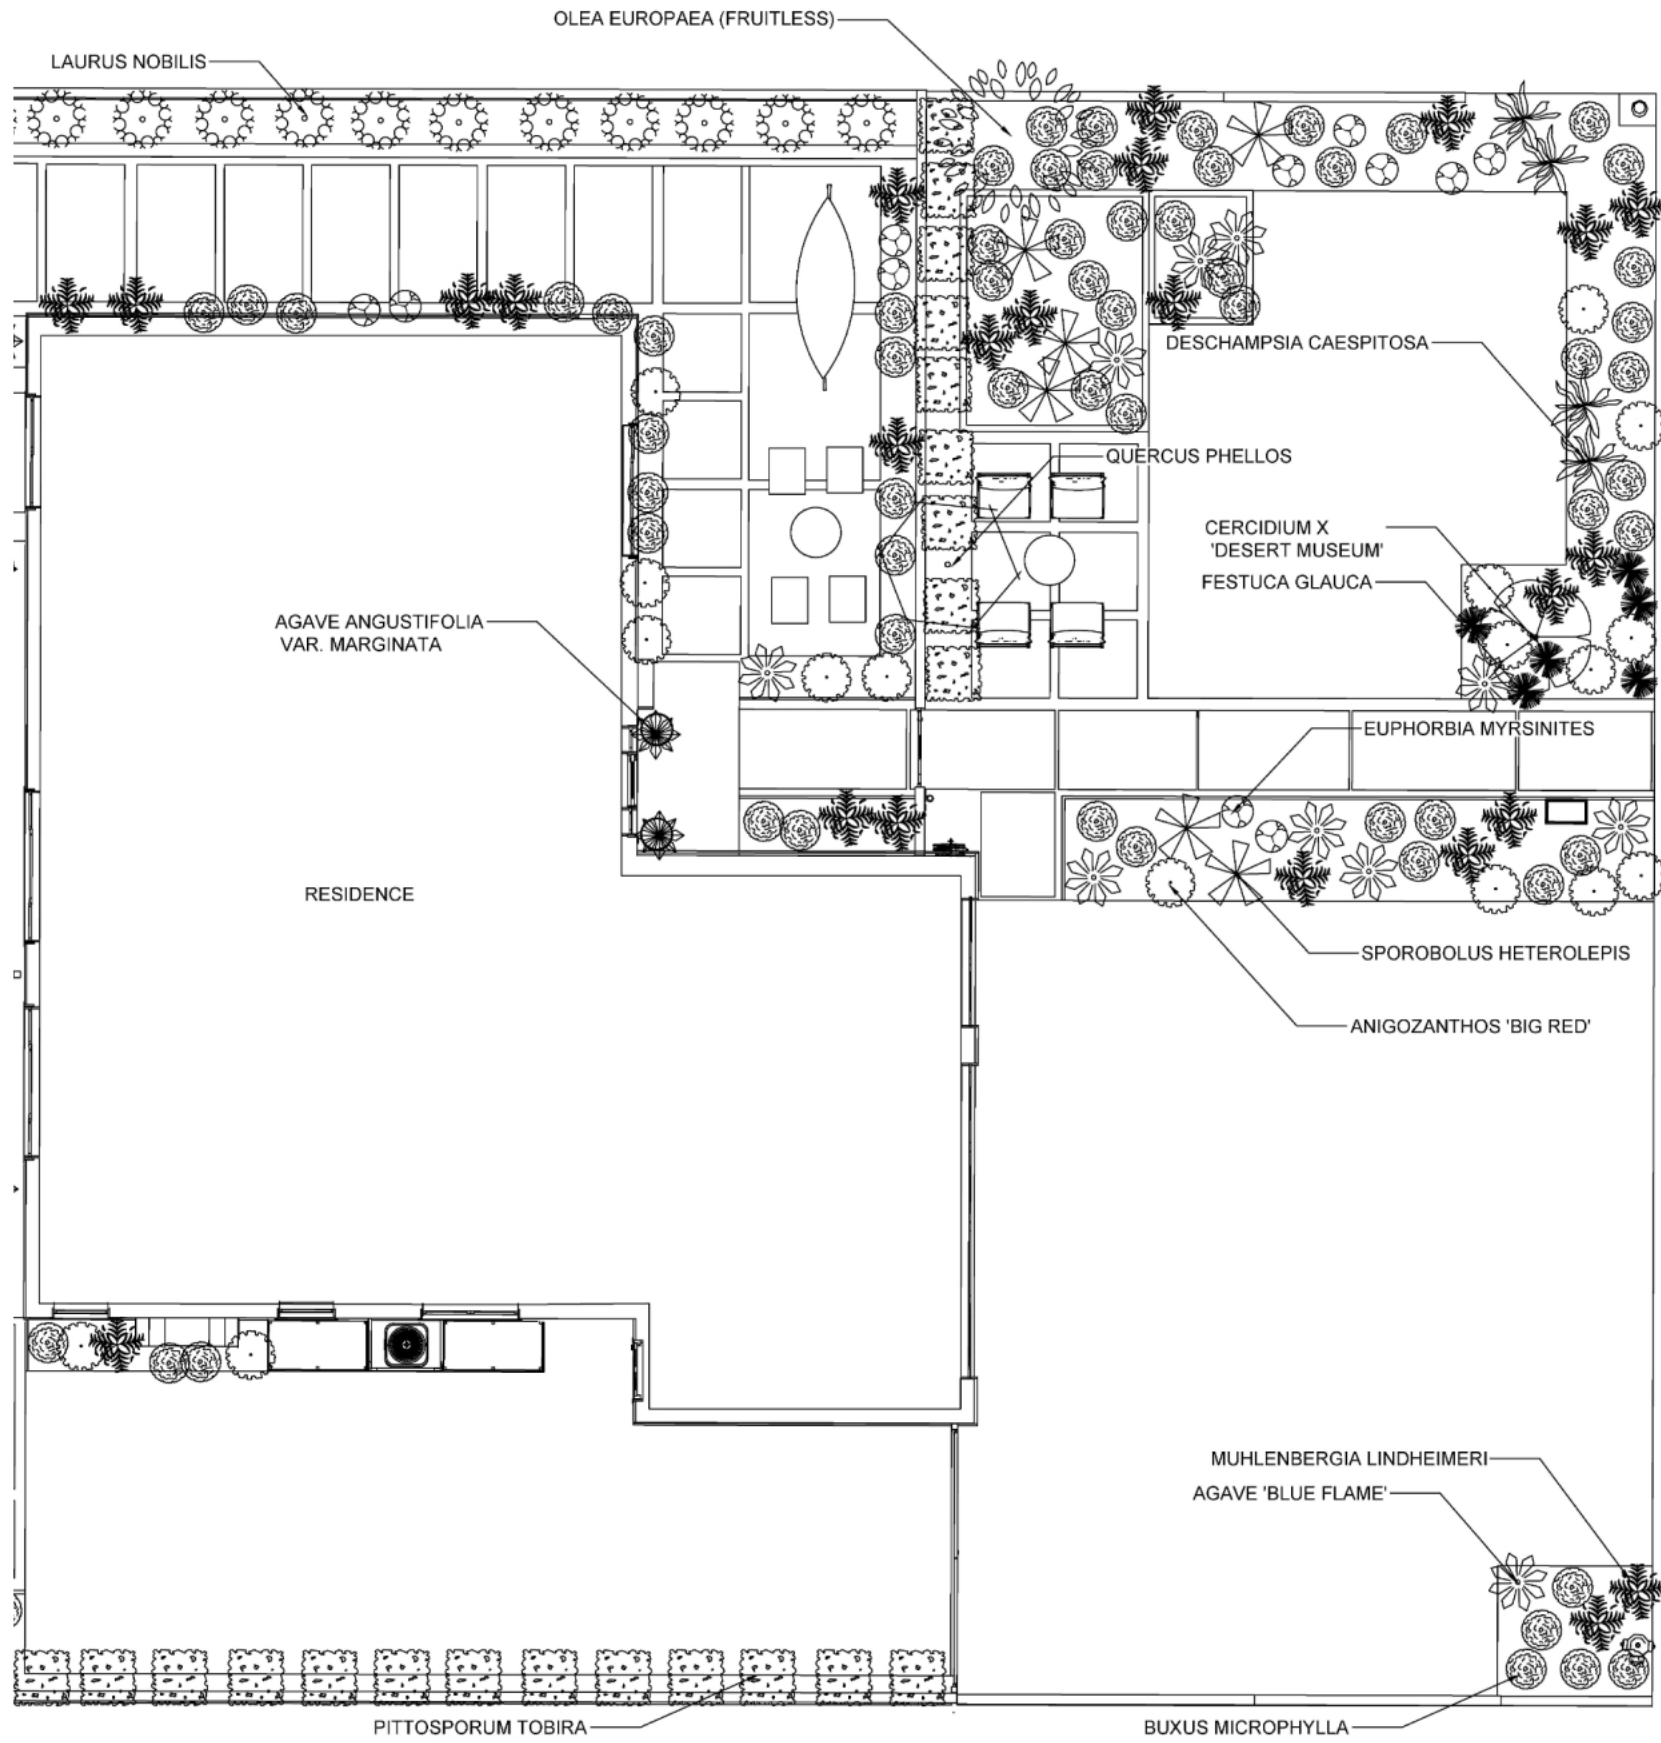 OLEA EUROPAEA (FRUITLESS)
LAURUS NOBILIS
DESCHAMPSIA CAESPITOSA
QUERCUS PHELLOS
CERCIDIUM X
'DESERT MUSEUM'
FESTUCA GLAUCA
AGAVE ANGUSTIFOLIA
VAR. MARGINATA
EUPHORBIA MYRSINITES
RESIDENCE
SPOROBOLUS HETEROLEPIS
ANIGOZANTHOS 'BIG RED'
MUHLENBERGIA LINDHEIMERI
AGAVE 'BLUE FLAME'
PITTOSPORUM TOBIRA
BUXUS MICROPHYLLA